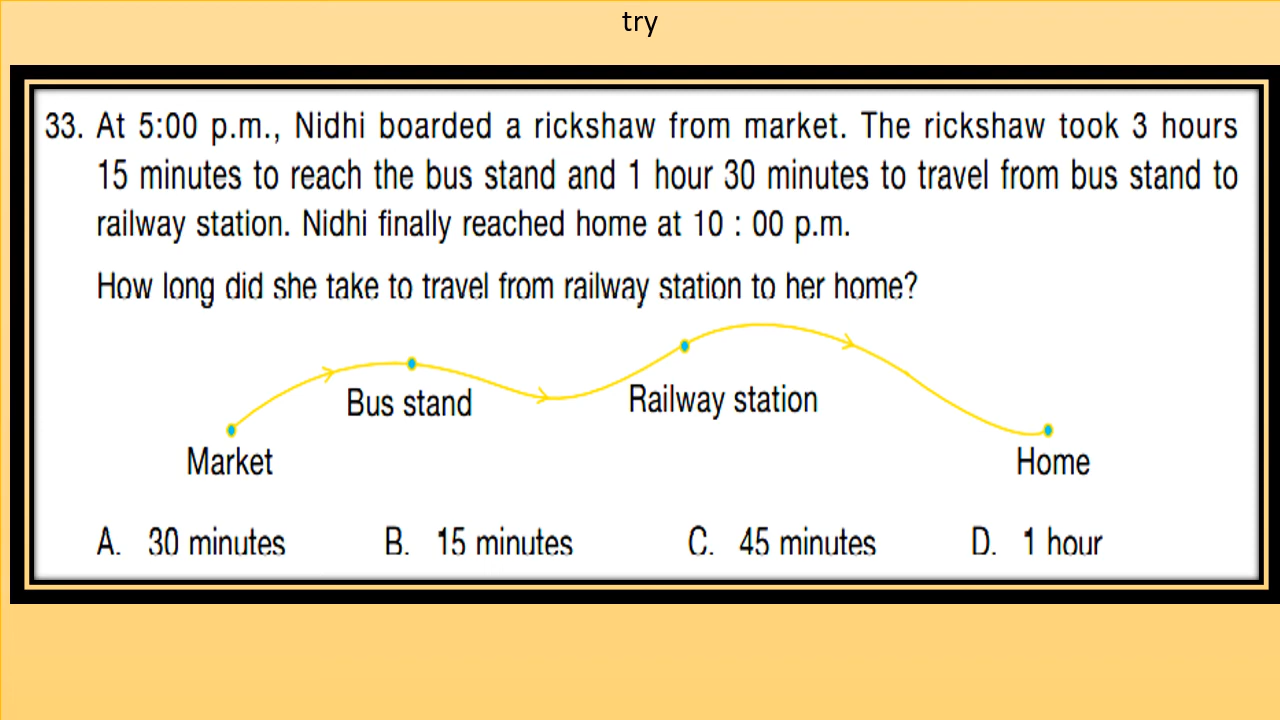 try
33. At 5:00 p.m., Nidhi boarded a rickshaw from market. The rickshaw took 3 hours
15 minutes to reach the bus stand and 1 hour 30 minutes to travel from bus stand to
railway station. Nidhi finally reached home at 10 : 00 p.m.
How long did she take to travel from railway station to her home?
Bus stand
Railway station
Market
Home
A. 30 minutes B. 15 minutes C. 45 minutes D. 1 hour